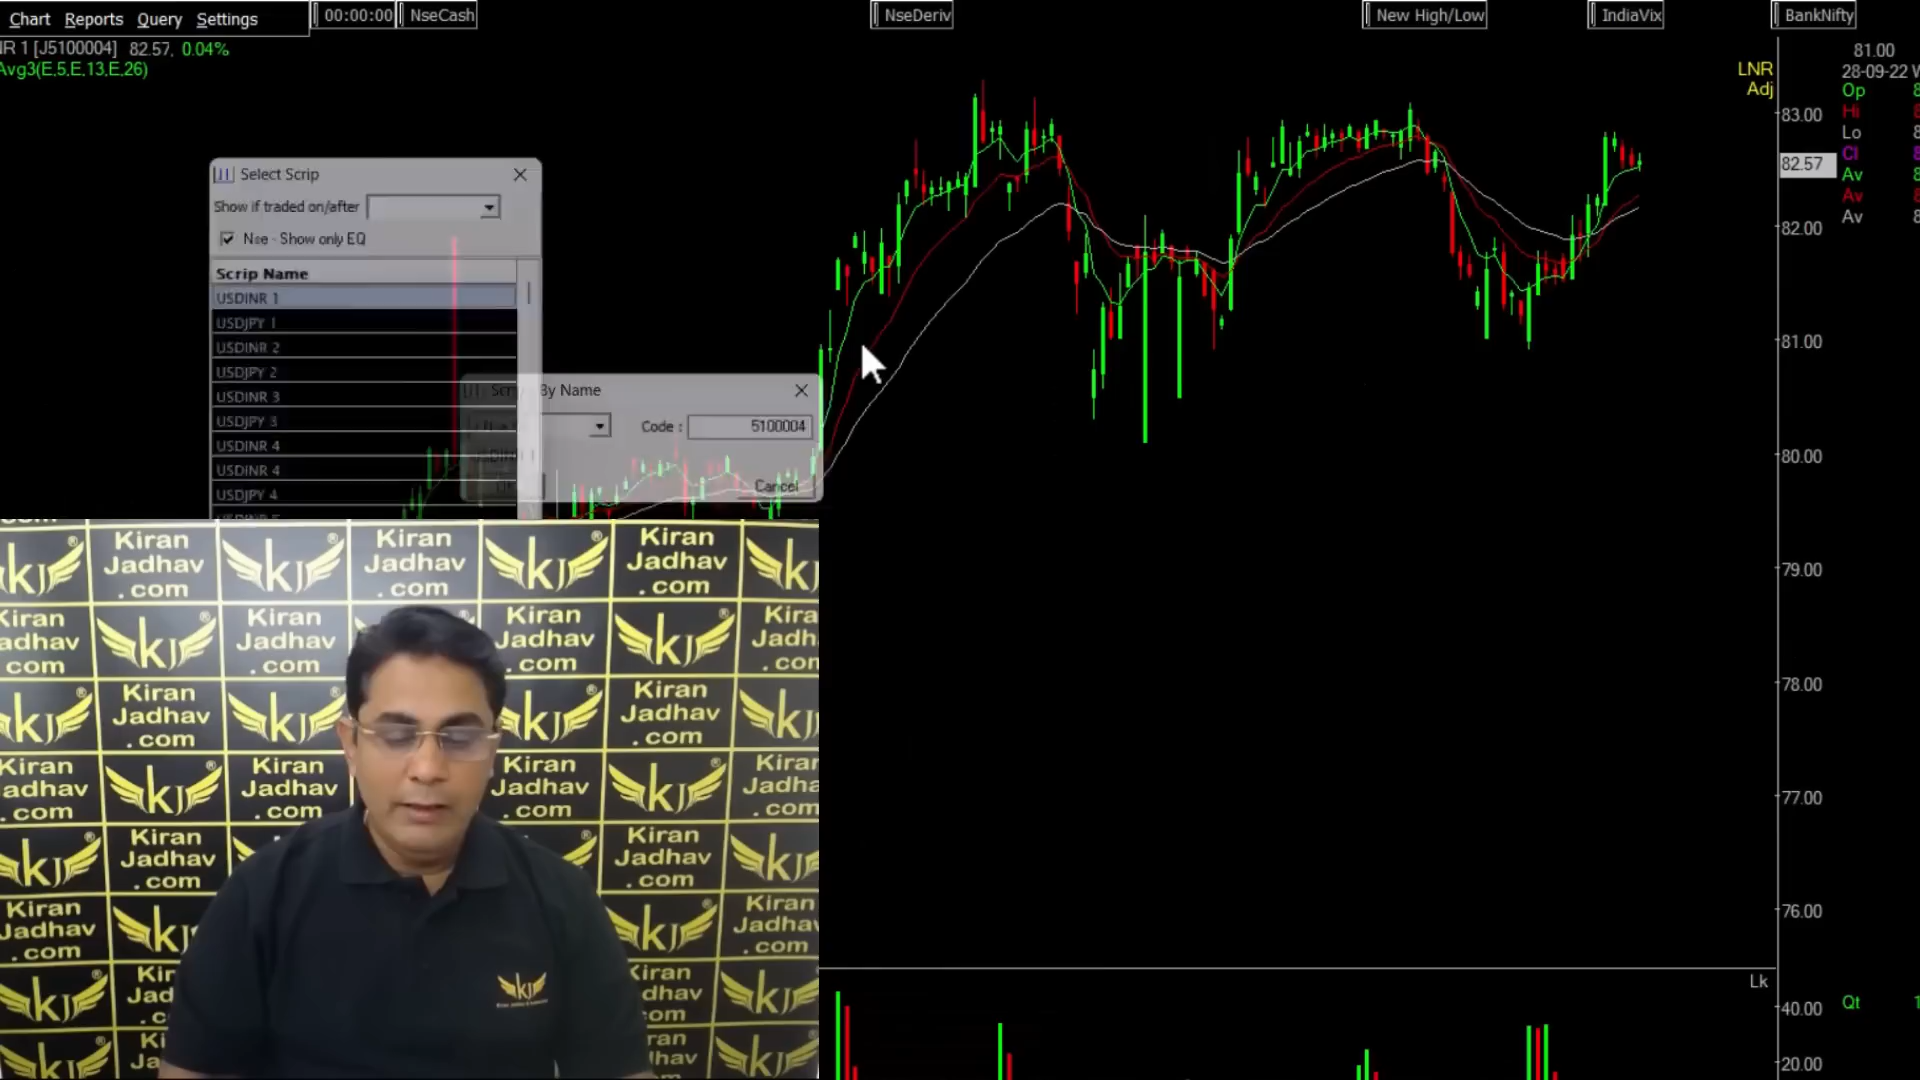 Chart Reports Query Settings
00:00:00
NseCash
NseDeriv
New High/Low
IndiaVix
BankNifty
NR 1 [J5100004] 82.57, 0.04%
Avg3(E,5,E,13,E,26)
LNR
Adj
81.00
28-09-22
Op
Hi
Lo
Cl
Av
Av
Av
83.00
82.57
82.00
81.00
80.00
79.00
78.00
77.00
76.00
Lk
40.00
20.00
Qt
Select Scrip
Show if traded on/after
Nse - Show only EQ
Scrip Name
USDINR 1
USDJPY 1
USDINR 2
USDJPY 2
USDINR 3
USDJPY 3
USDINR 4
USDINR 4
USDJPY 4
By Name
Code : 5100004
Cancel
Kiran
Jadhav
.com
KJ